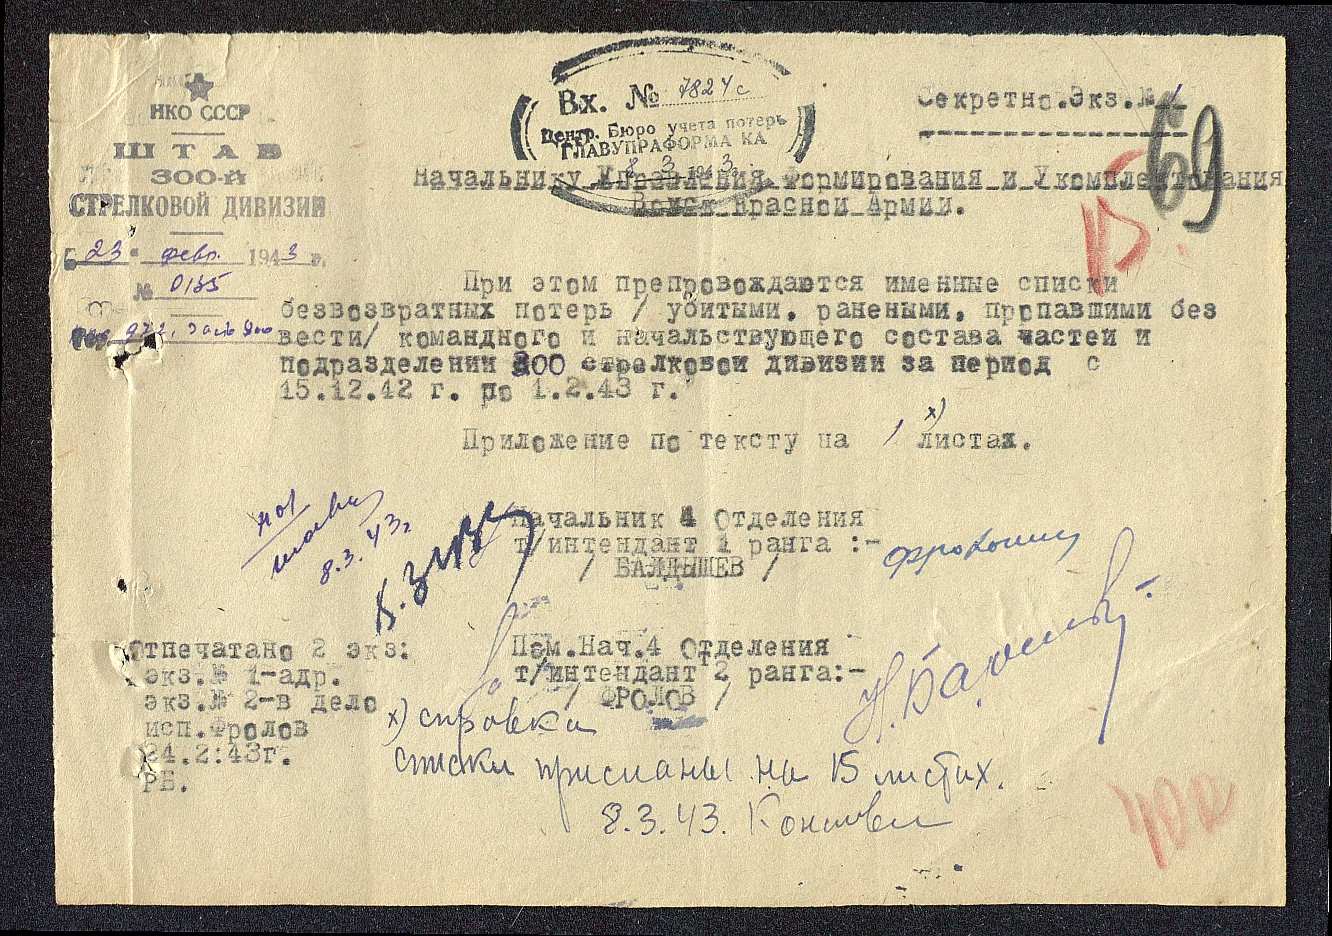 НКО СССР
ШТАБ
300-й
СТРЕЛКОВОЙ ДИВИЗИИ
"23" февр. 1943 г.
№ 0155
Вх. № 7824с
Центр. Бюро учета потерь
ГЛАВУПРАФОРМА КА
8 3 1943 г.
Секретно.Экз.№ 1
69
Начальнику Управления Формирования и Укомплектования
Войск Красной Армии.
При этом препровождаются именные списки
безвозвратных потерь / убитыми. ранеными. пропавшими без
вести/ командного и начальствующего состава частей и
подразделений 300 стрелковой дивизии за период с
15.12.42 г. по 1.2.43 г.
Приложение по тексту на 1 х) листах.
8.3.43г
Начальник 4 Отделения
т/интендант 1 ранга :-
/ БАЛДЫШЕВ /
Отпечатано 2 экз:
экз.№ 1-адр.
экз.№ 2-в дело
исп.Фролов
24.2:43г.
РБ.
Пом.Нач.4 Отделения
т/интендант 2 ранга:-
/ ФРОЛОВ /
х) справка
списки присланы на 15 листах.
8.3.43.
400